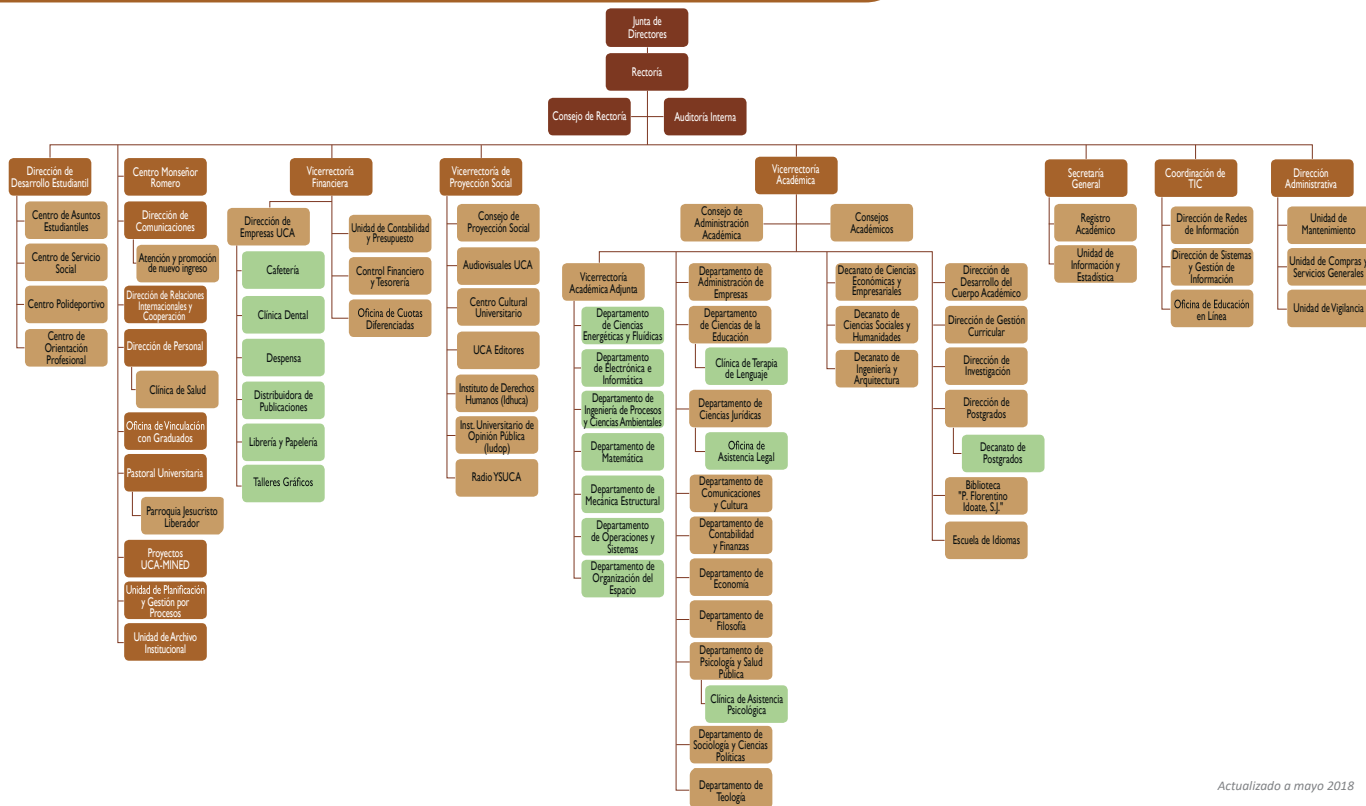 Junta de
Directores
Rectoría
Consejo de Rectoría
Auditoría Interna
Dirección de
Desarrollo Estudiantil
Centro de Asuntos
Estudiantiles
Centro de Servicio
Social
Centro Polideportivo
Centro de
Orientación
Profesional
Centro Monseñor
Romero
Dirección de
Comunicaciones
Atención y promoción
de nuevo ingreso
Dirección de Relaciones
Internacionales y
Cooperación
Dirección de Personal
Clínica de Salud
Oficina de Vinculación
con Graduados
Pastoral Universitaria
Parroquia Jesucristo
Liberador
Proyectos
UCA-MINED
Unidad de Planificación
y Gestión por
Procesos
Unidad de Archivo
Institucional
Vicerrectoría
Financiera
Dirección de
Empresas UCA
Cafetería
Clínica Dental
Despensa
Distribuidora de
Publicaciones
Librería y Papelería
Talleres Gráficos
Unidad de Contabilidad
y Presupuesto
Control Financiero
y Tesorería
Oficina de Cuotas
Diferenciadas
Vicerrectoría de
Proyección Social
Consejo de
Proyección Social
Audiovisuales UCA
Centro Cultural
Universitario
UCA Editores
Instituto de Derechos
Humanos (Idhuca)
Inst. Universitario de
Opinión Pública
(Iudop)
Radio YSUCA
Vicerrectoría
Académica
Consejo de
Administración
Académica
Consejos
Académicos
Vicerrectoría
Académica Adjunta
Departamento
de Ciencias
Energéticas y Fluídicas
Departamento
de Electrónica e
Informática
Departamento de
Ingeniería de Procesos
y Ciencias Ambientales
Departamento de
Matemática
Departamento de
Mecánica Estructural
Departamento
de Operaciones y
Sistemas
Departamento de
Organización del
Espacio
Departamento de
Administración de
Empresas
Departamento
de Ciencias de la
Educación
Clínica de Terapia
de Lenguaje
Departamento de
Ciencias Jurídicas
Oficina de
Asistencia Legal
Departamento de
Comunicaciones
y Cultura
Departamento de
Contabilidad
y Finanzas
Departamento de
Economía
Departamento de
Filosofía
Departamento de
Psicología y Salud
Pública
Clínica de Asistencia
Psicológica
Departamento de
Sociología y Ciencias
Políticas
Departamento de
Teología
Decanato de Ciencias
Económicas y
Empresariales
Decanato de
Ciencias Sociales y
Humanidades
Decanato de
Ingeniería y
Arquitectura
Dirección de
Desarrollo del
Cuerpo Académico
Dirección de Gestión
Curricular
Dirección de
Investigación
Dirección de
Postgrados
Decanato de
Postgrados
Biblioteca
"P. Florentino
Idoate, S.J."
Escuela de Idiomas
Secretaría
General
Registro
Académico
Unidad de
Información y
Estadística
Coordinación de
TIC
Dirección de Redes
de Información
Dirección de Sistemas
y Gestión de
Información
Oficina de Educación
en Línea
Dirección
Administrativa
Unidad de
Mantenimiento
Unidad de Compras y
Servicios Generales
Unidad de Vigilancia
Actualizado a mayo 2018